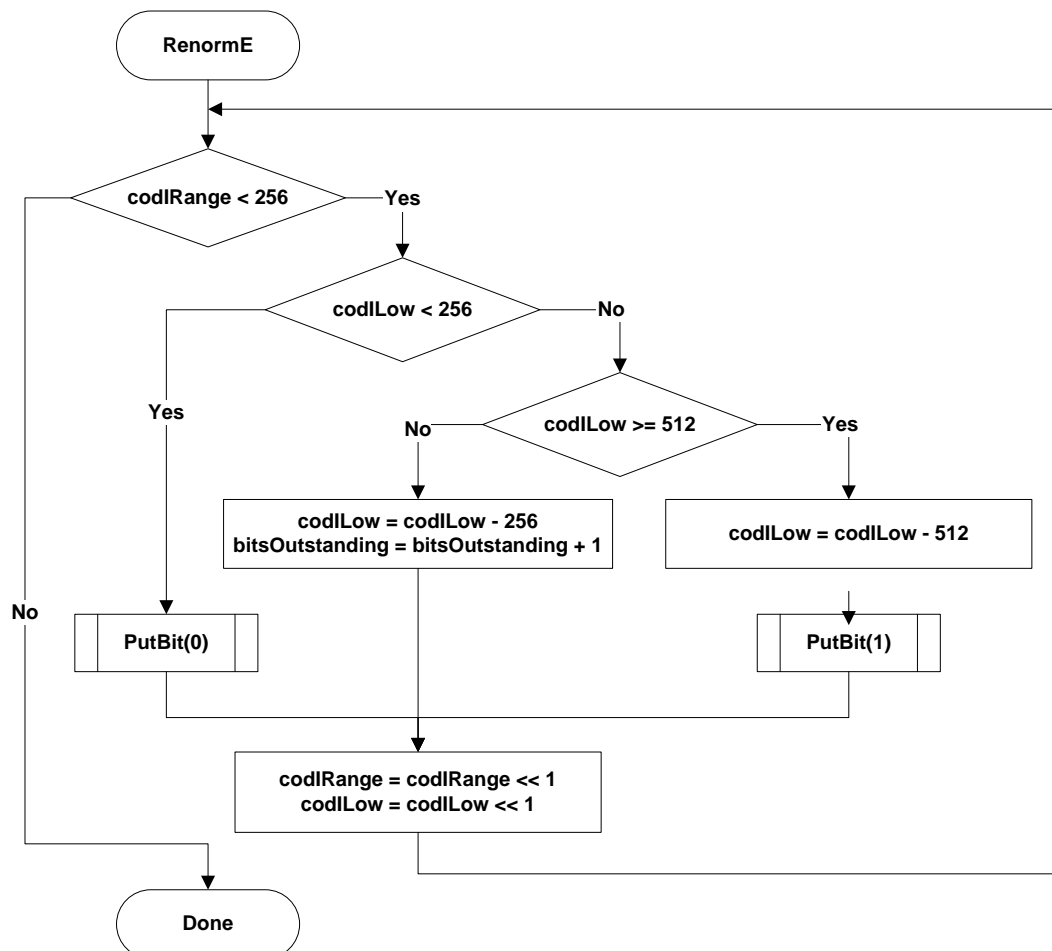 RenormE
codIRange < 256
Yes
codILow < 256
No
Yes
codILow >= 512
No
Yes
codILow = codILow - 256
bitsOutstanding = bitsOutstanding + 1
codILow = codILow - 512
No
PutBit(0)
PutBit(1)
codIRange = codIRange << 1
codILow = codILow << 1
Done